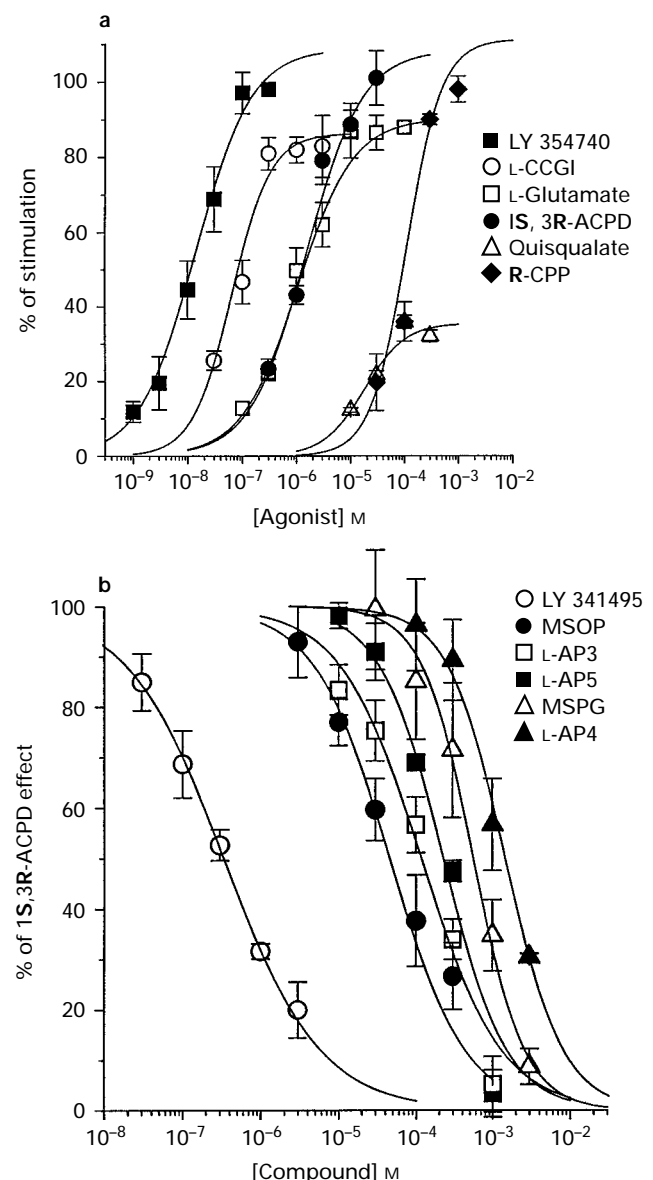 a
% of stimulation
100
80
60
40
20
0
10⁻⁹ 10⁻⁸ 10⁻⁷ 10⁻⁶ 10⁻⁵ 10⁻⁴ 10⁻³ 10⁻²
[Agonist] M
LY 354740
L-CCGI
L-Glutamate
IS, 3R-ACPD
Quisqualate
R-CPP
b
% of 1S,3R-ACPD effect
100
80
60
40
20
0
10⁻⁸ 10⁻⁷ 10⁻⁶ 10⁻⁵ 10⁻⁴ 10⁻³ 10⁻²
[Compound] M
LY 341495
MSOP
L-AP3
L-AP5
MSPG
L-AP4